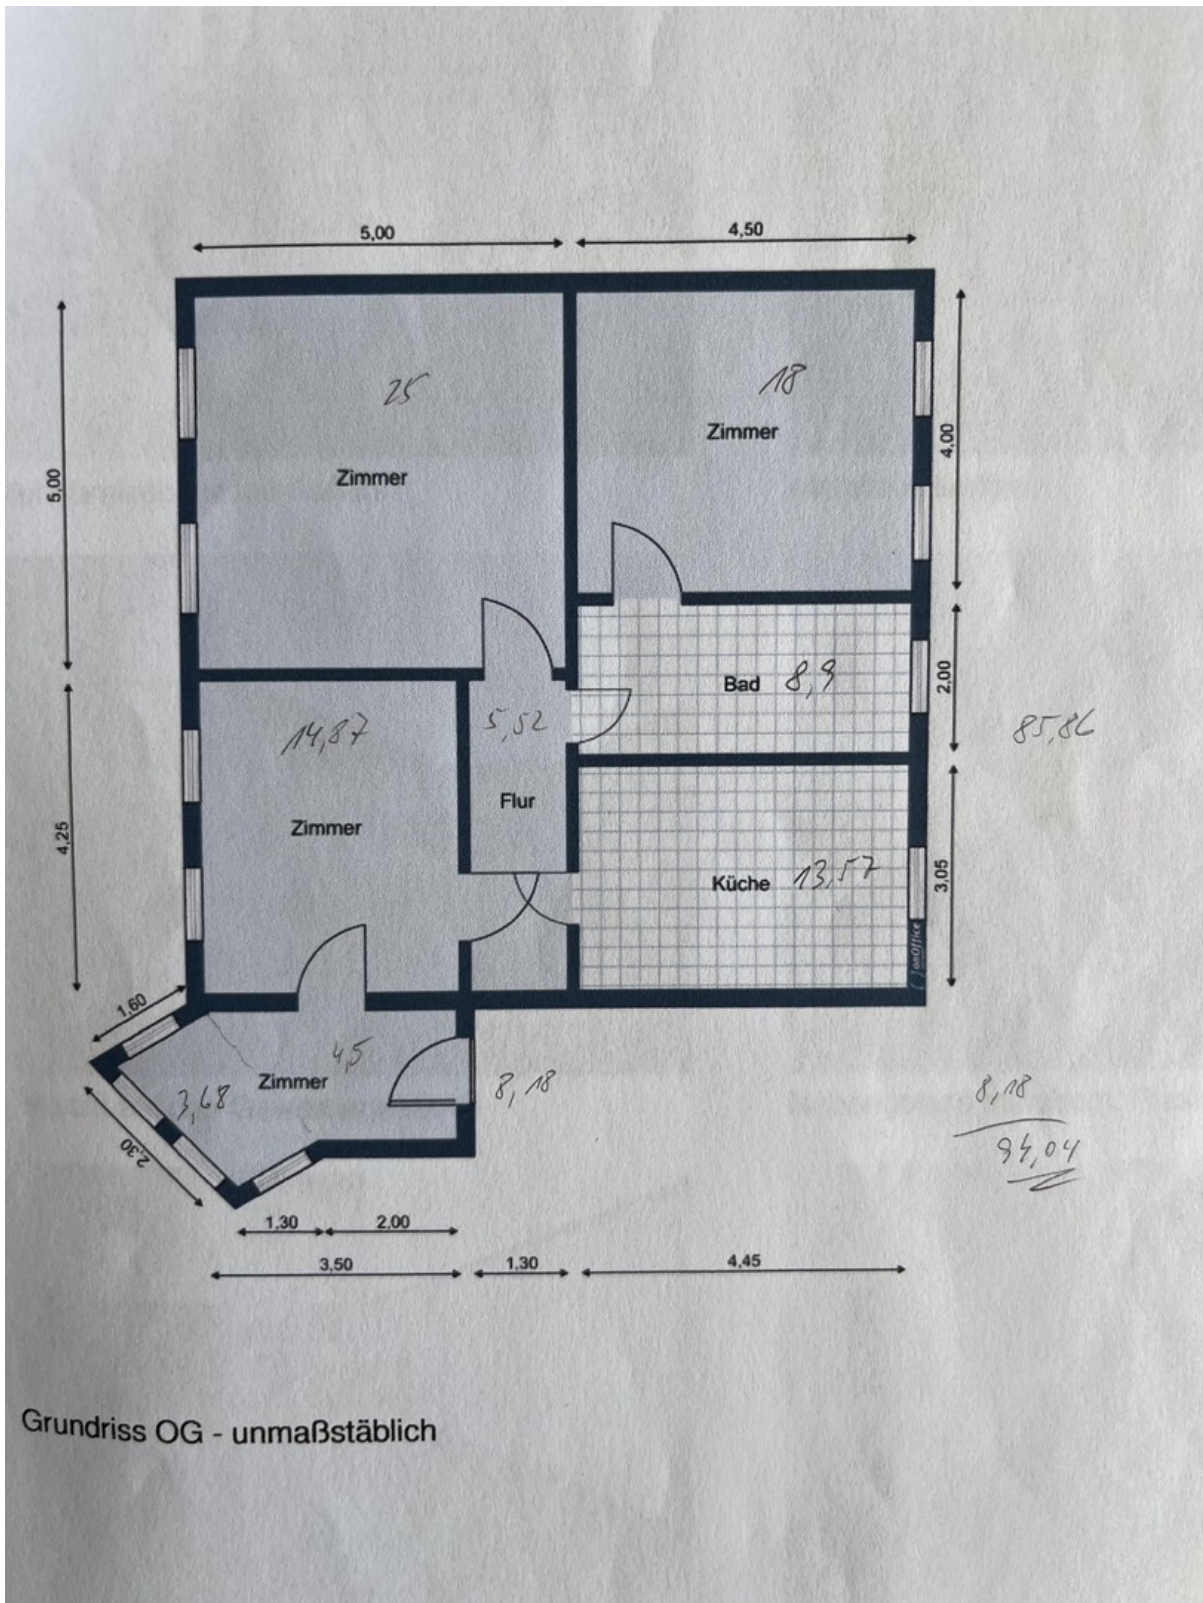 5,00
4,50
25
18
Zimmer
Zimmer
5,00
4,00
Bad 8,9
2,00
14,87
5,52
85,86
Flur
Zimmer
4,25
Küche 13,57
3,05
onOffice
1,60
4,5
Zimmer
3,68
8,18
8,18
94,04
2,30
1,30
2,00
3,50
1,30
4,45
Grundriss OG - unmaßstäblich